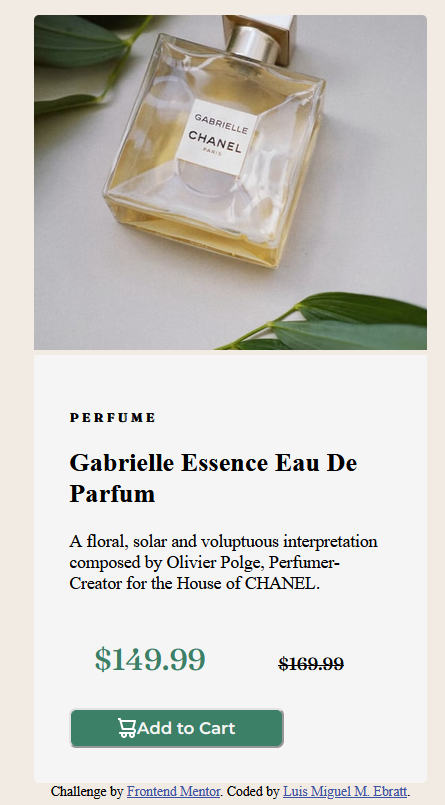 GABRIELLE
CHANEL
PARIS
PERFUME
Gabrielle Essence Eau De
Parfum
A floral, solar and voluptuous interpretation
composed by Olivier Polge, Perfumer-
Creator for the House of CHANEL.
$149.99 $169.99
Add to Cart
Challenge by Frontend Mentor. Coded by Luis Miguel M. Ebratt.